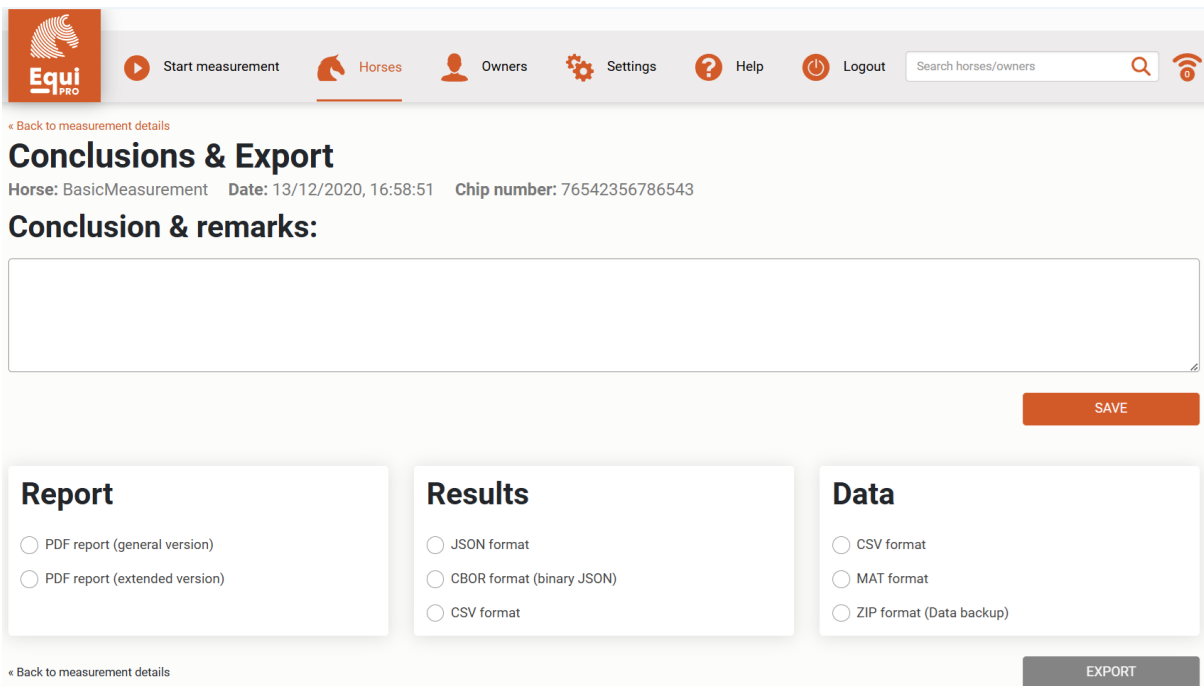 Equi
PRO
Start measurement
Horses
Owners
Settings
Help
Logout
Search horses/owners
0
« Back to measurement details
Conclusions & Export
Horse: BasicMeasurement Date: 13/12/2020, 16:58:51 Chip number: 76542356786543
Conclusion & remarks:
SAVE
Report
PDF report (general version)
PDF report (extended version)
Results
JSON format
CBOR format (binary JSON)
CSV format
Data
CSV format
MAT format
ZIP format (Data backup)
« Back to measurement details
EXPORT